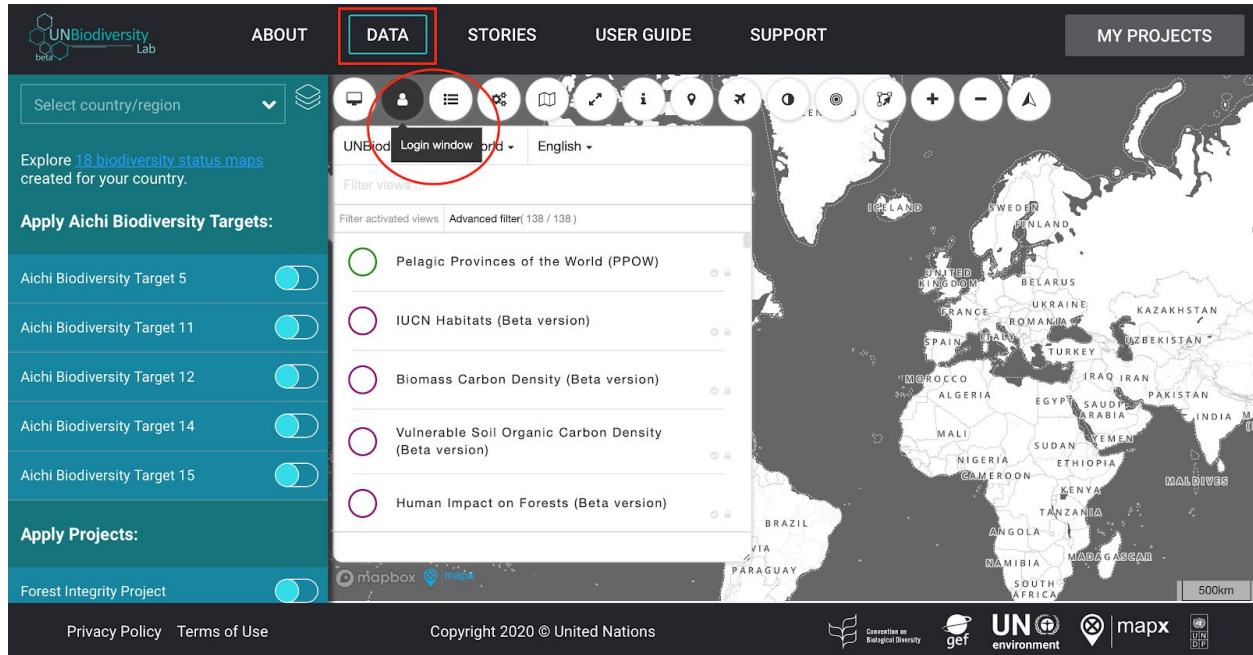 UNBiodiversity
Lab
beta
ABOUT
DATA
STORIES
USER GUIDE
SUPPORT
MY PROJECTS
Select country/region
Explore 18 biodiversity status maps
created for your country.
Apply Aichi Biodiversity Targets:
Aichi Biodiversity Target 5
Aichi Biodiversity Target 11
Aichi Biodiversity Target 12
Aichi Biodiversity Target 14
Aichi Biodiversity Target 15
Apply Projects:
Forest Integrity Project
Login window
UNBiod
English
Filter views ...
Filter activated views Advanced filter( 138 / 138 )
Pelagic Provinces of the World (PPOW)
IUCN Habitats (Beta version)
Biomass Carbon Density (Beta version)
Vulnerable Soil Organic Carbon Density
(Beta version)
Human Impact on Forests (Beta version)
mapbox mapx
ICELAND
SWEDEN
FINLAND
UNITED
KINGDOM
BELARUS
UKRAINE
FRANCE
ROMANIA
KAZAKHSTAN
SPAIN
ITALY
UZBEKISTAN
TURKEY
MOROCCO
IRAQ
IRAN
ALGERIA
EGYPT
SAUDI
ARABIA
PAKISTAN
INDIA
MALI
SUDAN
YEMEN
NIGERIA
ETHIOPIA
CAMEROON
KENYA
MALDIVES
TANZANIA
BRAZIL
ANGOLA
NAMIBIA
MADAGASCAR
PARAGUAY
SOUTH
AFRICA
500km
Privacy Policy Terms of Use
Copyright 2020 © United Nations
Convention on
Biological Diversity
gef
UN
environment
mapx
UN
DP